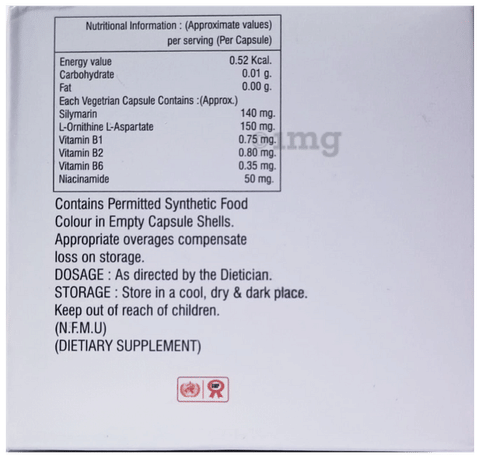 Nutritional Information : (Approximate values)
per serving (Per Capsule)
Energy value 0.52 Kcal.
Carbohydrate 0.01 g.
Fat 0.00 g.
Each Vegetrian Capsule Contains :(Approx.)
Silymarin 140 mg.
L-Ornithine L-Aspartate 150 mg.
Vitamin B1 0.75 mg.
Vitamin B2 0.80 mg.
Vitamin B6 0.35 mg.
Niacinamide 50 mg.
1mg
Contains Permitted Synthetic Food
Colour in Empty Capsule Shells.
Appropriate overages compensate
loss on storage.
DOSAGE : As directed by the Dietician.
STORAGE : Store in a cool, dry & dark place.
Keep out of reach of children.
(N.F.M.U)
(DIETIARY SUPPLEMENT)